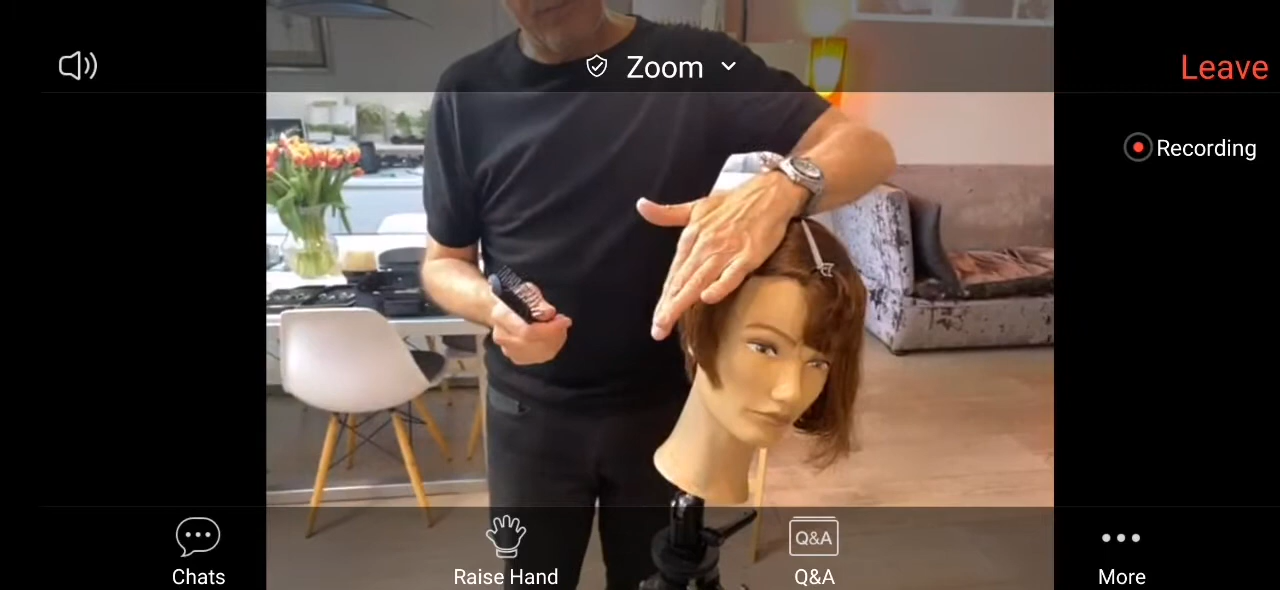 Zoom
Leave
Recording
Chats
Raise Hand
Q&A
Q&A
More